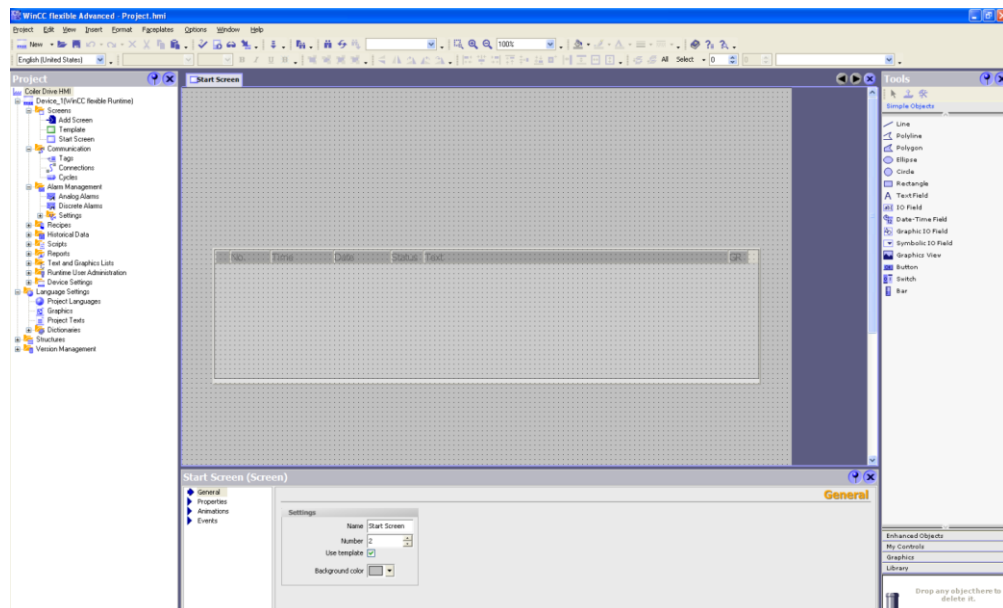 WinCC flexible Advanced - Project.hmi
Project Edit View Insert Format Faceplates Options Window Help
New 100%
English (United States) All Select 0 0
Project
Coiler Drive HMI
Device_1(WinCC flexible Runtime)
Screens
Add Screen
Template
Start Screen
Communication
Tags
Connections
Cycles
Alarm Management
Analog Alarms
Discrete Alarms
Settings
Recipes
Historical Data
Scripts
Reports
Text and Graphics Lists
Runtime User Administration
Device Settings
Language Settings
Project Languages
Graphics
Project Texts
Dictionaries
Structures
Version Management
Start Screen
No. Time Date Status Text GR
Start Screen (Screen)
General
Properties
Animations
Events
General
Settings
Name Start Screen
Number 2
Use template
Background color
Tools
Simple Objects
Line
Polyline
Polygon
Ellipse
Circle
Rectangle
A TextField
IO Field
Date-Time Field
Graphic IO Field
Symbolic IO Field
Graphics View
Button
Switch
Bar
Enhanced Objects
My Controls
Graphics
Library
Drop any object here to
delete it.